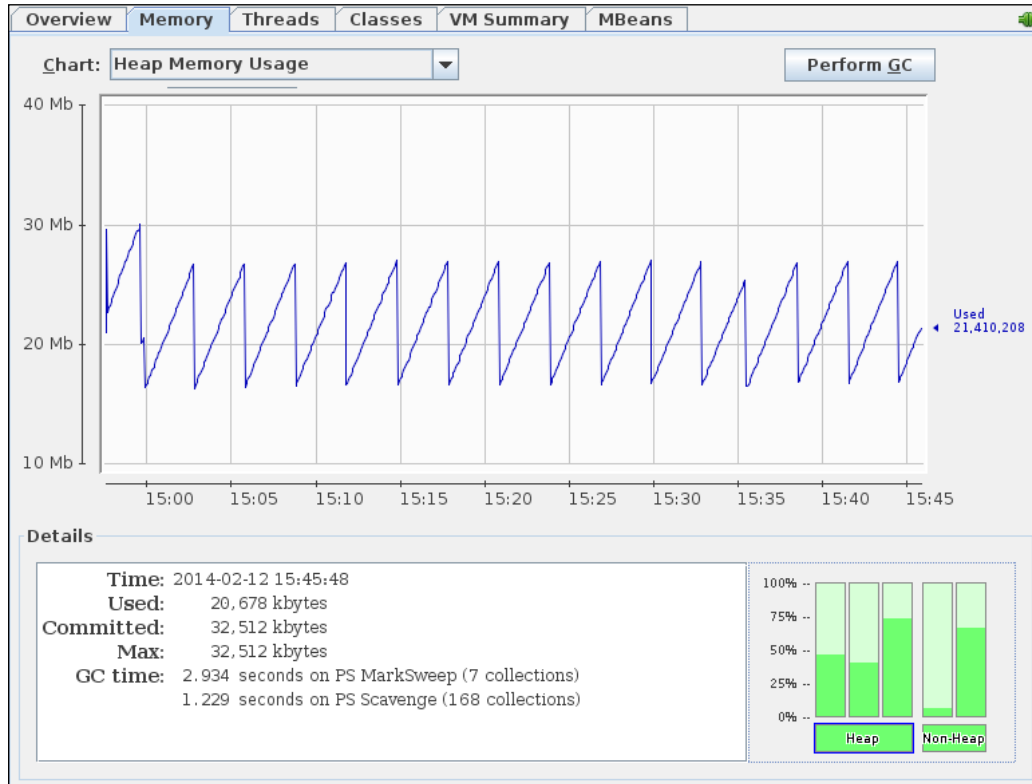 Overview Memory Threads Classes VM Summary MBeans
Chart: Heap Memory Usage Perform GC
40 Mb
30 Mb
20 Mb
10 Mb
Used
21,410,208
15:00 15:05 15:10 15:15 15:20 15:25 15:30 15:35 15:40 15:45
Details
Time: 2014-02-12 15:45:48
Used: 20,678 kbytes
Committed: 32,512 kbytes
Max: 32,512 kbytes
GC time: 2.934 seconds on PS MarkSweep (7 collections)
1.229 seconds on PS Scavenge (168 collections)
100% --
75% --
50% --
25% --
0% --
Heap Non-Heap